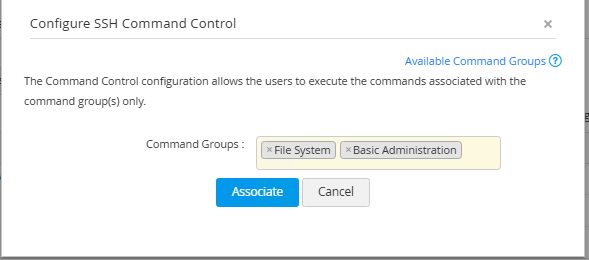 Configure SSH Command Control ×
Available Command Groups ?
The Command Control configuration allows the users to execute the commands associated with the
command group(s) only.
Command Groups : ×File System ×Basic Administration
Associate Cancel